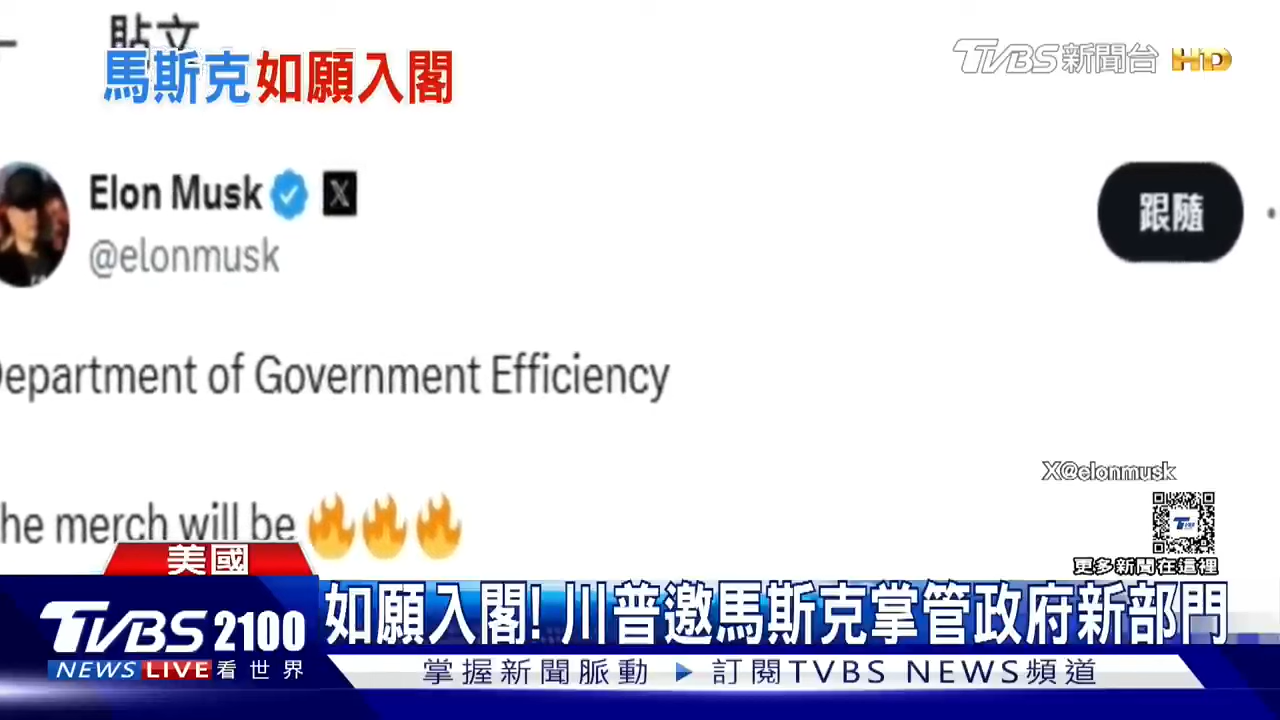 貼文
馬斯克如願入閣
TVBS新聞台 HD
Elon Musk
@elonmusk
跟隨
Department of Government Efficiency
he merch will be 🔥🔥🔥
X@elonmusk
TVBS
更多新聞在這裡
美國
如願入閣! 川普邀馬斯克掌管政府新部門
TVBS 2100
NEWS LIVE 看世界
掌握新聞脈動 ▶ 訂閱TVBS NEWS頻道